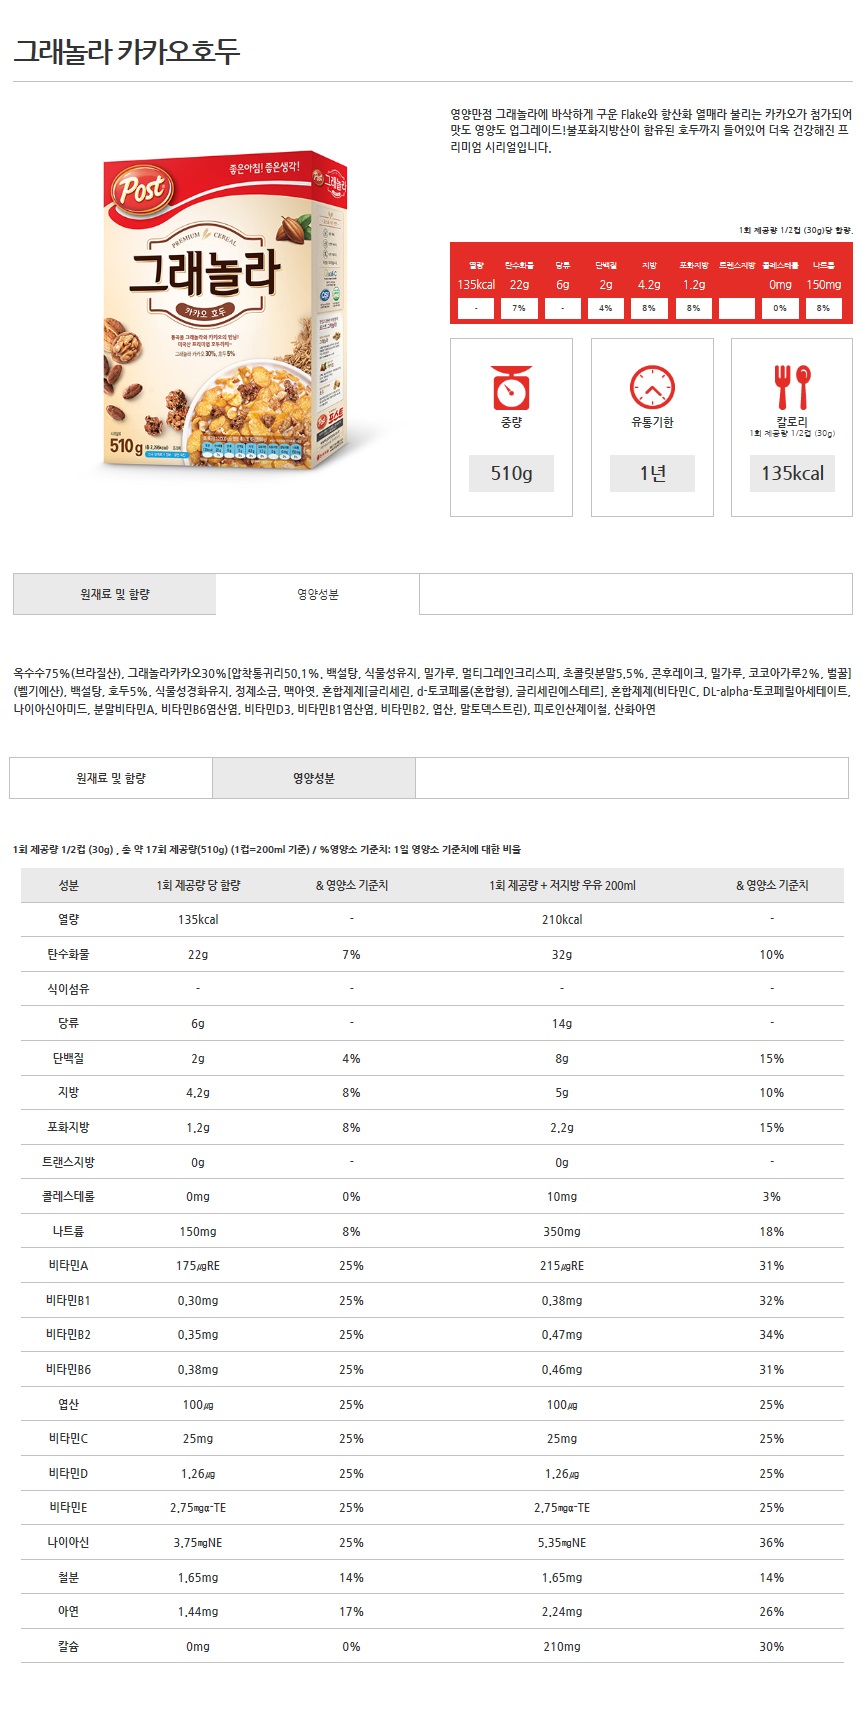 그래놀라 카카오호두
영양만점 그래놀라에 바삭하게 구운 Flake와 항산화 열매라 불리는 카카오가 첨가되어
맛도 영양도 업그레이드!불포화지방산이 함유된 호두까지 들어있어 더욱 건강해진 프
리미엄 시리얼입니다.
좋은아침! 좋은생각!
Post
PREMIUM CEREAL
그래놀라
카카오 호두
그래놀라 카카오 30%, 호두 5%
510g
1회 제공량 1/2컵 (30g)당 함량.
열량 탄수화물 당류 단백질 지방 포화지방 트랜스지방 콜레스테롤 나트륨
135kcal 22g 6g 2g 4.2g 1.2g 0mg 150mg
- 7% - 4% 8% 8% 0% 8%
중량 유통기한 칼로리
1회 제공량 1/2컵 (30g)
510g 1년 135kcal
원재료 및 함량 영양성분
옥수수75%(브라질산), 그래놀라카카오30%[압착통귀리50.1%, 백설탕, 식물성유지, 밀가루, 멀티그레인크리스피, 초콜릿분말5.5%, 콘후레이크, 밀가루, 코코아가루2%, 벌꿀]
(벨기에산), 백설탕, 호두5%, 식물성경화유지, 정제소금, 맥아엿, 혼합제제[글리세린, d-토코페롤(혼합형), 글리세린에스테르], 혼합제제(비타민C, DL-alpha-토코페릴아세테이트,
나이아신아미드, 분말비타민A, 비타민B6염산염, 비타민D3, 비타민B1염산염, 비타민B2, 엽산, 말토덱스트린), 피로인산제이철, 산화아연
원재료 및 함량 영양성분
1회 제공량 1/2컵 (30g) , 총 약 17회 제공량(510g) (1컵=200ml 기준) / %영양소 기준치: 1일 영양소 기준치에 대한 비율
성분 1회 제공량 당 함량 & 영양소 기준치 1회 제공량 + 저지방 우유 200ml & 영양소 기준치
열량 135kcal - 210kcal -
탄수화물 22g 7% 32g 10%
식이섬유 - - - -
당류 6g - 14g -
단백질 2g 4% 8g 15%
지방 4.2g 8% 5g 10%
포화지방 1.2g 8% 2.2g 15%
트랜스지방 0g - 0g -
콜레스테롤 0mg 0% 10mg 3%
나트륨 150mg 8% 350mg 18%
비타민A 175㎍RE 25% 215㎍RE 31%
비타민B1 0.30mg 25% 0.38mg 32%
비타민B2 0.35mg 25% 0.47mg 34%
비타민B6 0.38mg 25% 0.46mg 31%
엽산 100㎍ 25% 100㎍ 25%
비타민C 25mg 25% 25mg 25%
비타민D 1.26㎍ 25% 1.26㎍ 25%
비타민E 2.75㎎α-TE 25% 2.75㎎α-TE 25%
나이아신 3.75㎎NE 25% 5.35㎎NE 36%
철분 1.65mg 14% 1.65mg 14%
아연 1.44mg 17% 2.24mg 26%
칼슘 0mg 0% 210mg 30%